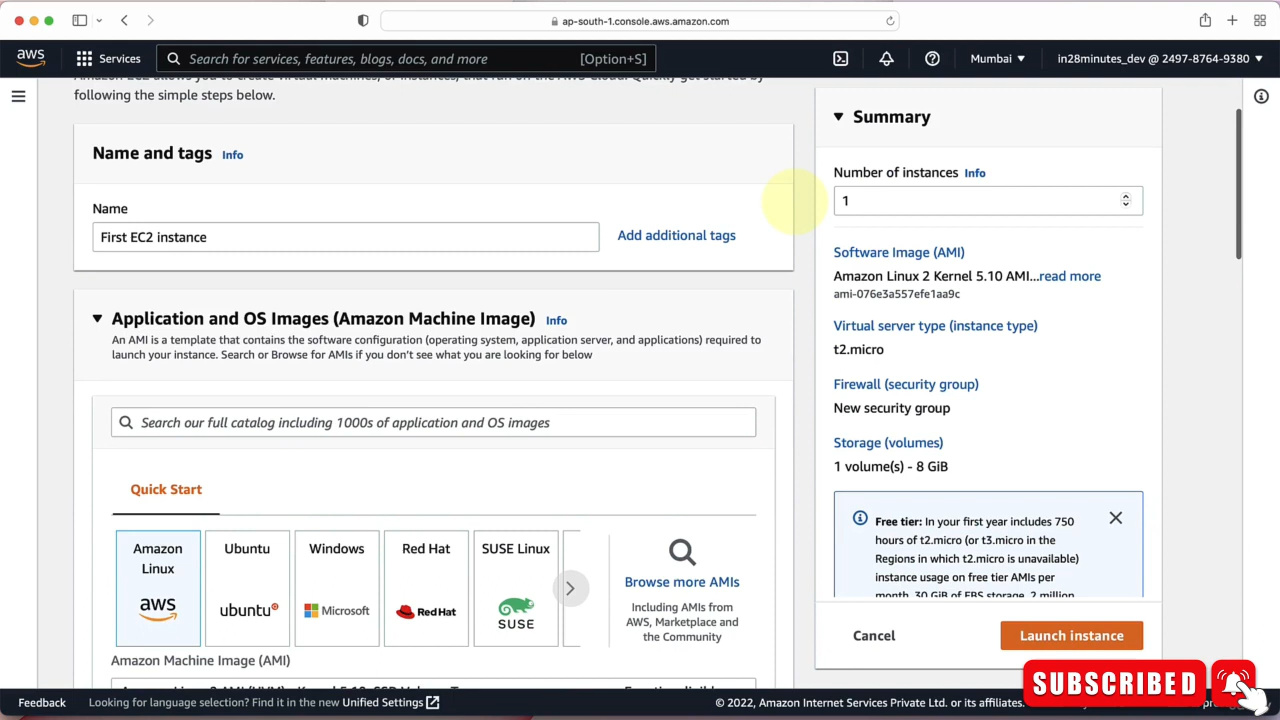 ap-south-1.console.aws.amazon.com
aws
Services
Search for services, features, blogs, docs, and more
[Option+S]
Mumbai
in28minutes_dev @ 2497-8764-9380
following the simple steps below.
Name and tags Info
Name
First EC2 instance
Add additional tags
Application and OS Images (Amazon Machine Image) Info
An AMI is a template that contains the software configuration (operating system, application server, and applications) required to
launch your instance. Search or Browse for AMIs if you don't see what you are looking for below
Search our full catalog including 1000s of application and OS images
Quick Start
Amazon
Linux
aws
Ubuntu
ubuntu
Windows
Microsoft
Red Hat
Red Hat
SUSE Linux
SUSE
Browse more AMIs
Including AMIs from
AWS, Marketplace and
the Community
Amazon Machine Image (AMI)
Summary
Number of instances Info
1
Software Image (AMI)
Amazon Linux 2 Kernel 5.10 AMI...read more
ami-076e3a557efe1aa9c
Virtual server type (instance type)
t2.micro
Firewall (security group)
New security group
Storage (volumes)
1 volume(s) - 8 GiB
Free tier: In your first year includes 750
hours of t2.micro (or t3.micro in the
Regions in which t2.micro is unavailable)
instance usage on free tier AMIs per
month, 30 GiB of EBS storage, 2 million
Cancel
Launch instance
SUBSCRIBED
Feedback
Looking for language selection? Find it in the new Unified Settings
© 2022, Amazon Internet Services Private Ltd. or its affiliates.